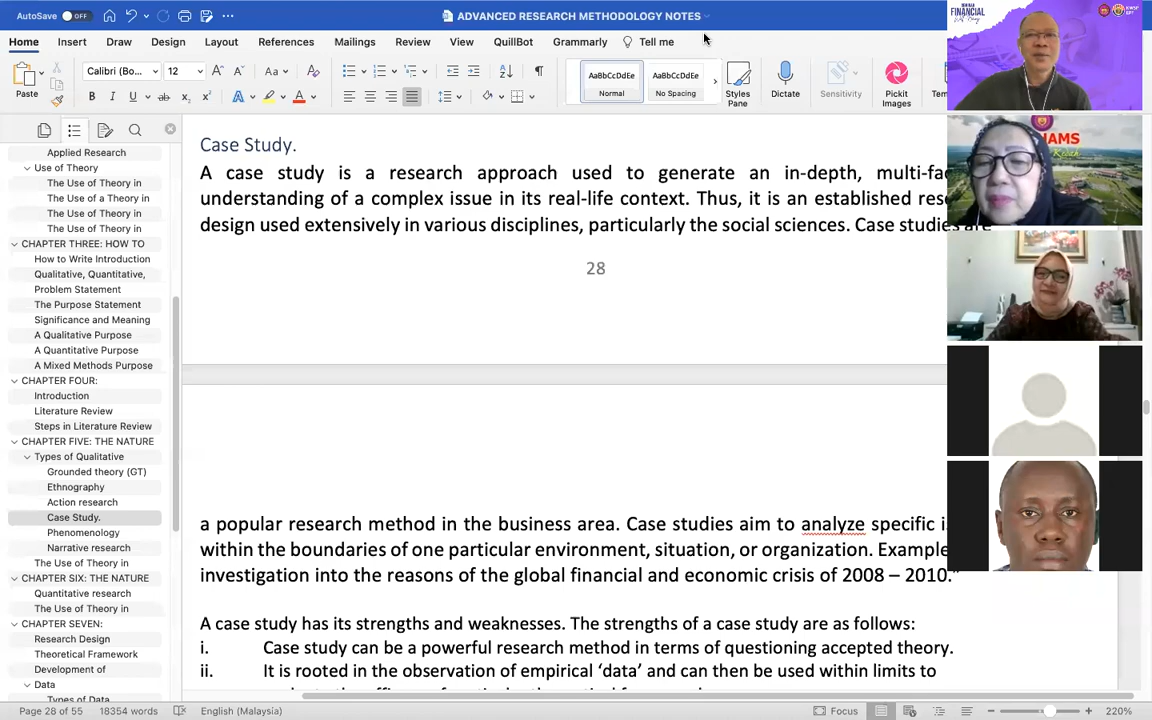 AutoSave OFF
ADVANCED RESEARCH METHODOLOGY NOTES
Home Insert Draw Design Layout References Mailings Review View QuillBot Grammarly Tell me
Paste
Calibri (Bo... 12
AaBbCcDdEe
Normal
AaBbCcDdEe
No Spacing
Styles
Pane
Dictate
Sensitivity
Pickit
Images
Applied Research
Use of Theory
The Use of Theory in
The Use of a Theory in
The Use of Theory in
The Use of Theory in
CHAPTER THREE: HOW TO
How to Write Introduction
Qualitative, Quantitative,
Problem Statement
The Purpose Statement
Significance and Meaning
A Qualitative Purpose
A Quantitative Purpose
A Mixed Methods Purpose
CHAPTER FOUR:
Introduction
Literature Review
Steps in Literature Review
CHAPTER FIVE: THE NATURE
Types of Qualitative
Grounded theory (GT)
Ethnography
Action research
Case Study.
Phenomenology
Narrative research
The Use of Theory in
CHAPTER SIX: THE NATURE
Quantitative research
The Use of Theory in
CHAPTER SEVEN:
Research Design
Theoretical Framework
Development of
Data
Types of Data
Case Study.
A case study is a research approach used to generate an in-depth,
understanding of a complex issue in its real-life context. Thus, it is an established
design used extensively in various disciplines, particularly the social sciences. Case studies are
28
a popular research method in the business area. Case studies aim to analyze specific
within the boundaries of one particular environment, situation, or organization. Example
investigation into the reasons of the global financial and economic crisis of 2008 – 2010."
A case study has its strengths and weaknesses. The strengths of a case study are as follows:
i. Case study can be a powerful research method in terms of questioning accepted theory.
ii. It is rooted in the observation of empirical ‘data’ and can then be used within limits to
FINANCIAL
Page 28 of 55 18354 words English (Malaysia) Focus 220%